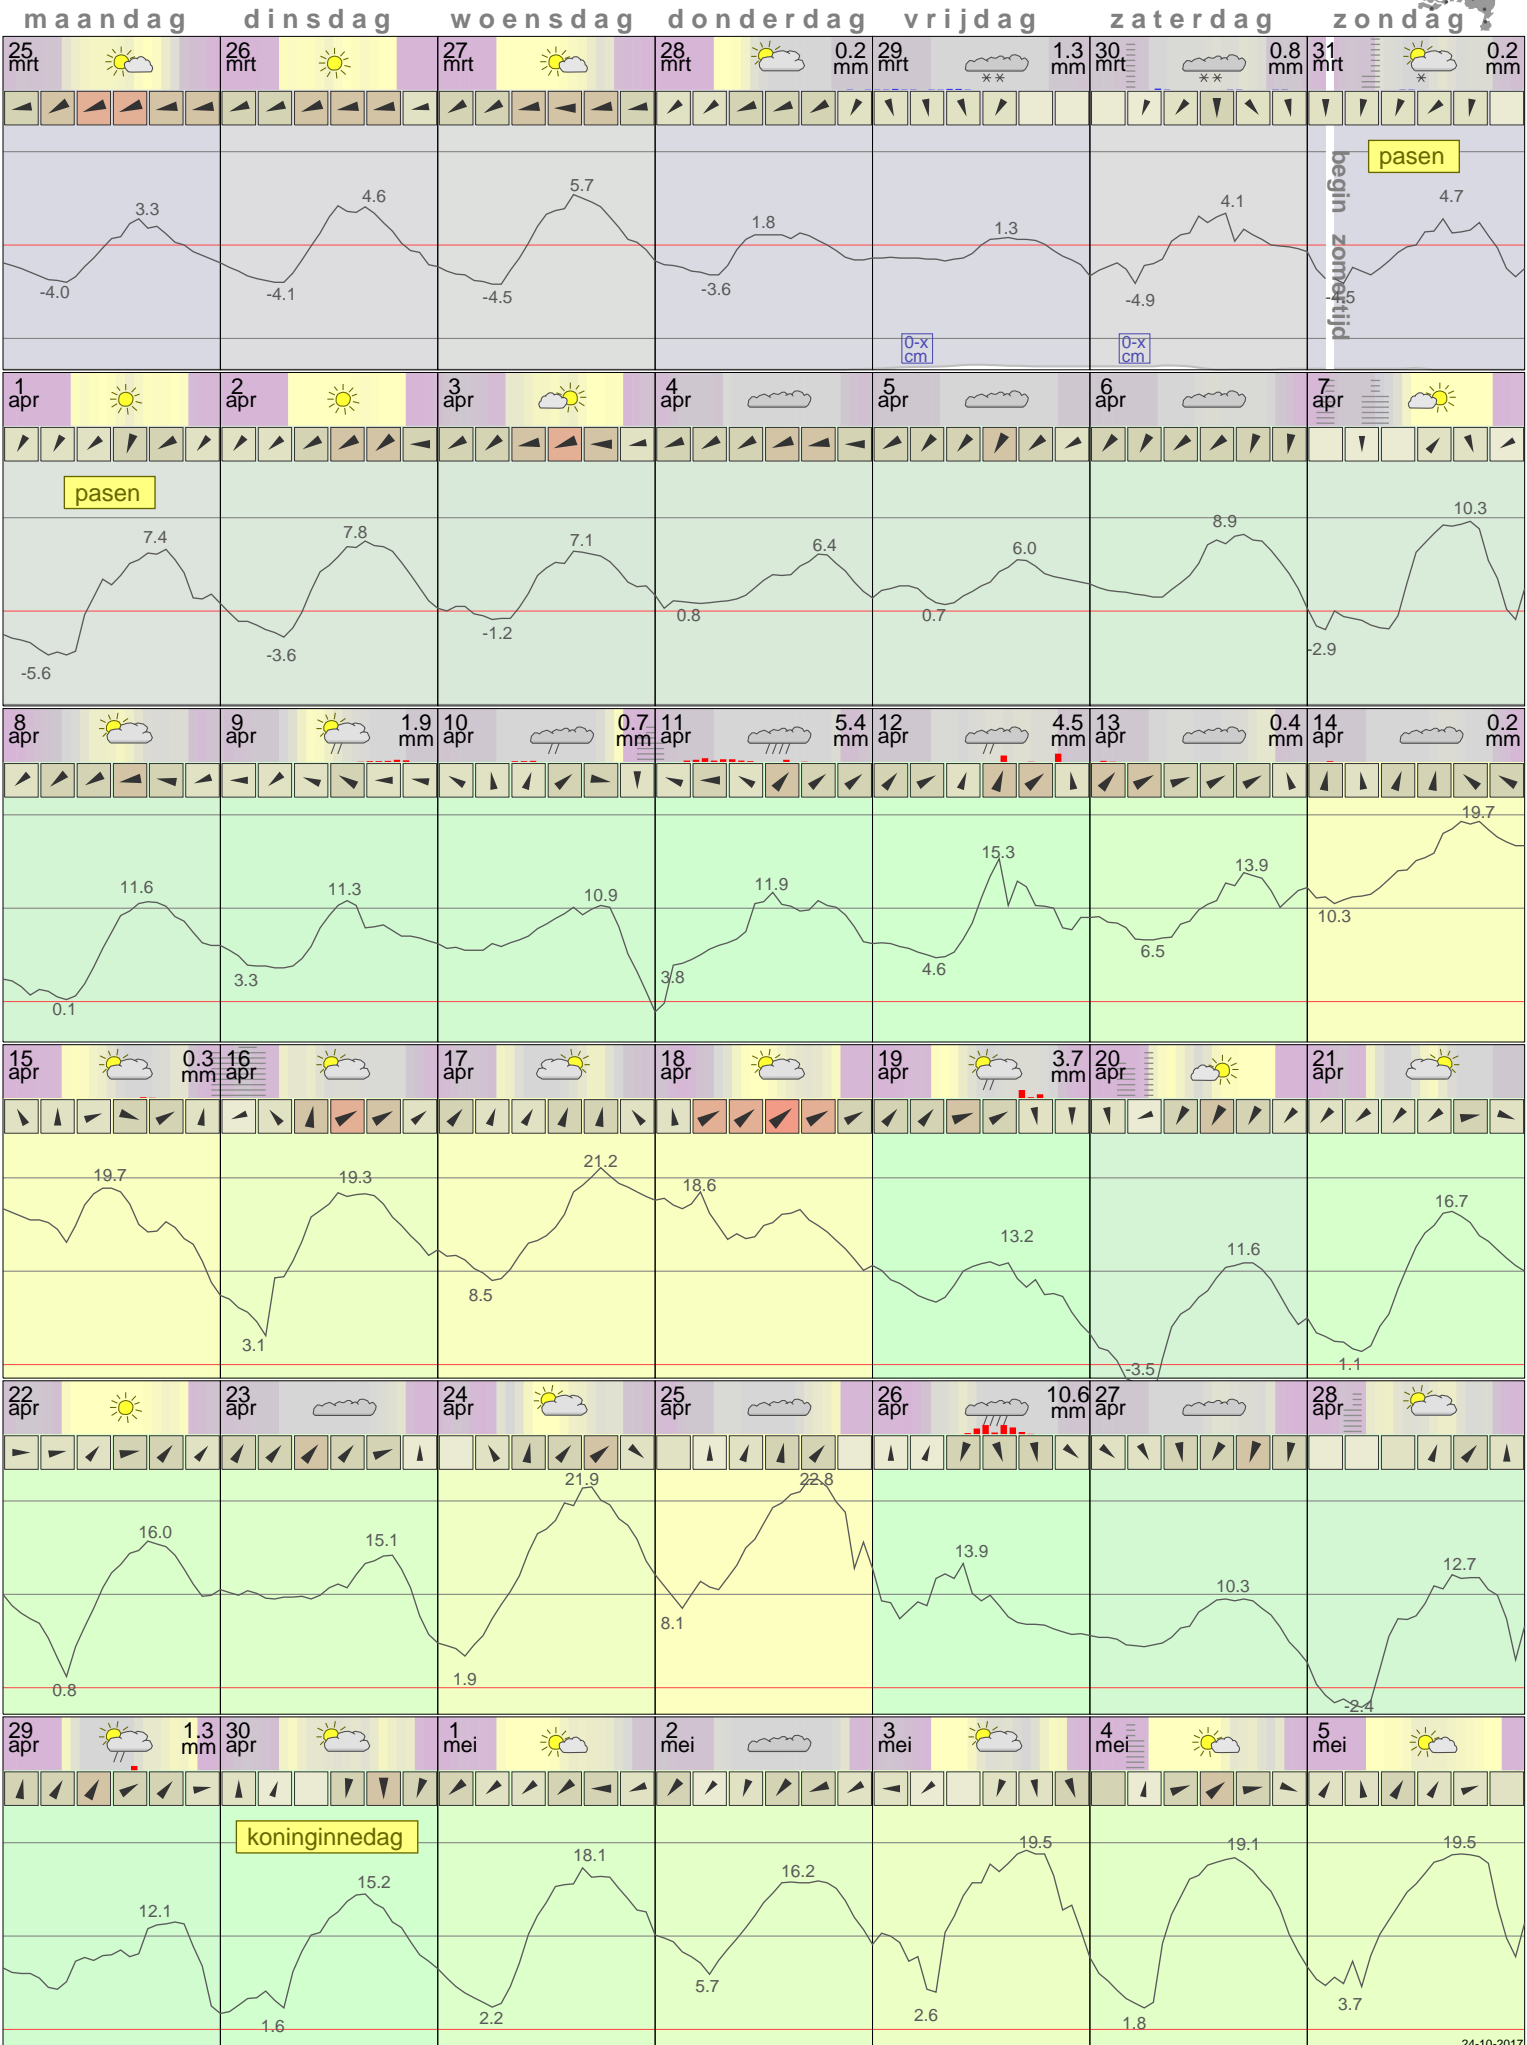 maandag dinsdag woensdag donderdag vrijdag zaterdag zondag
25 mrt 26 mrt 27 mrt 28 mrt 0.2 mm 29 mrt 1.3 mm 30 mrt 0.8 mm 31 mrt 0.2 mm
pasen
begin zomertijd
3.3 4.6 5.7 1.8 1.3 4.1 4.7
-4.0 -4.1 -4.5 -3.6 -4.9 -4.5
0-x cm 0-x cm
1 apr 2 apr 3 apr 4 apr 5 apr 6 apr 7 apr
pasen
7.4 7.8 7.1 6.4 6.0 8.9 10.3
-5.6 -3.6 -1.2 0.8 0.7 -2.9
8 apr 9 apr 1.9 mm 10 apr 0.7 mm 11 apr 5.4 mm 12 apr 4.5 mm 13 apr 0.4 mm 14 apr 0.2 mm
11.6 11.3 10.9 11.9 15.3 13.9 19.7
0.1 3.3 3.8 4.6 6.5 10.3
15 apr 0.3 mm 16 apr 17 apr 18 apr 19 apr 3.7 mm 20 apr 21 apr
19.7 19.3 21.2 18.6 13.2 11.6 16.7
3.1 8.5 -3.5 1.1
22 apr 23 apr 24 apr 25 apr 26 apr 10.6 mm 27 apr 28 apr
16.0 15.1 21.9 22.8 13.9 10.3 12.7
0.8 1.9 8.1 -2.4
29 apr 1.3 mm 30 apr 1 mei 2 mei 3 mei 4 mei 5 mei
koninginnedag
12.1 15.2 18.1 16.2 19.5 19.1 19.5
1.6 2.2 5.7 2.6 1.8 3.7
24-10-2017